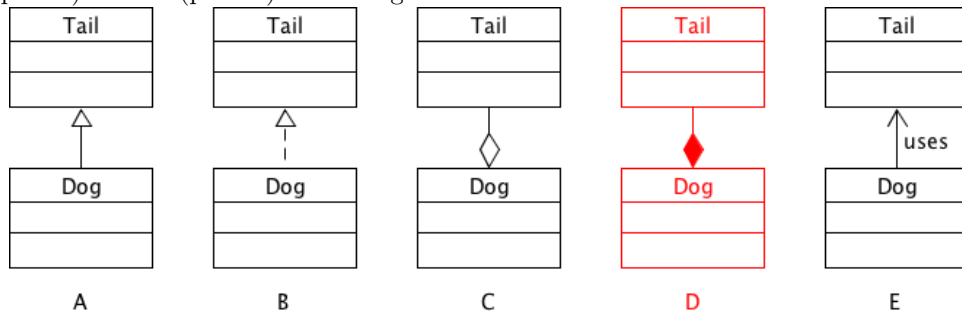 Tail Tail Tail Tail Tail
uses
Dog Dog Dog Dog Dog
A B C D E